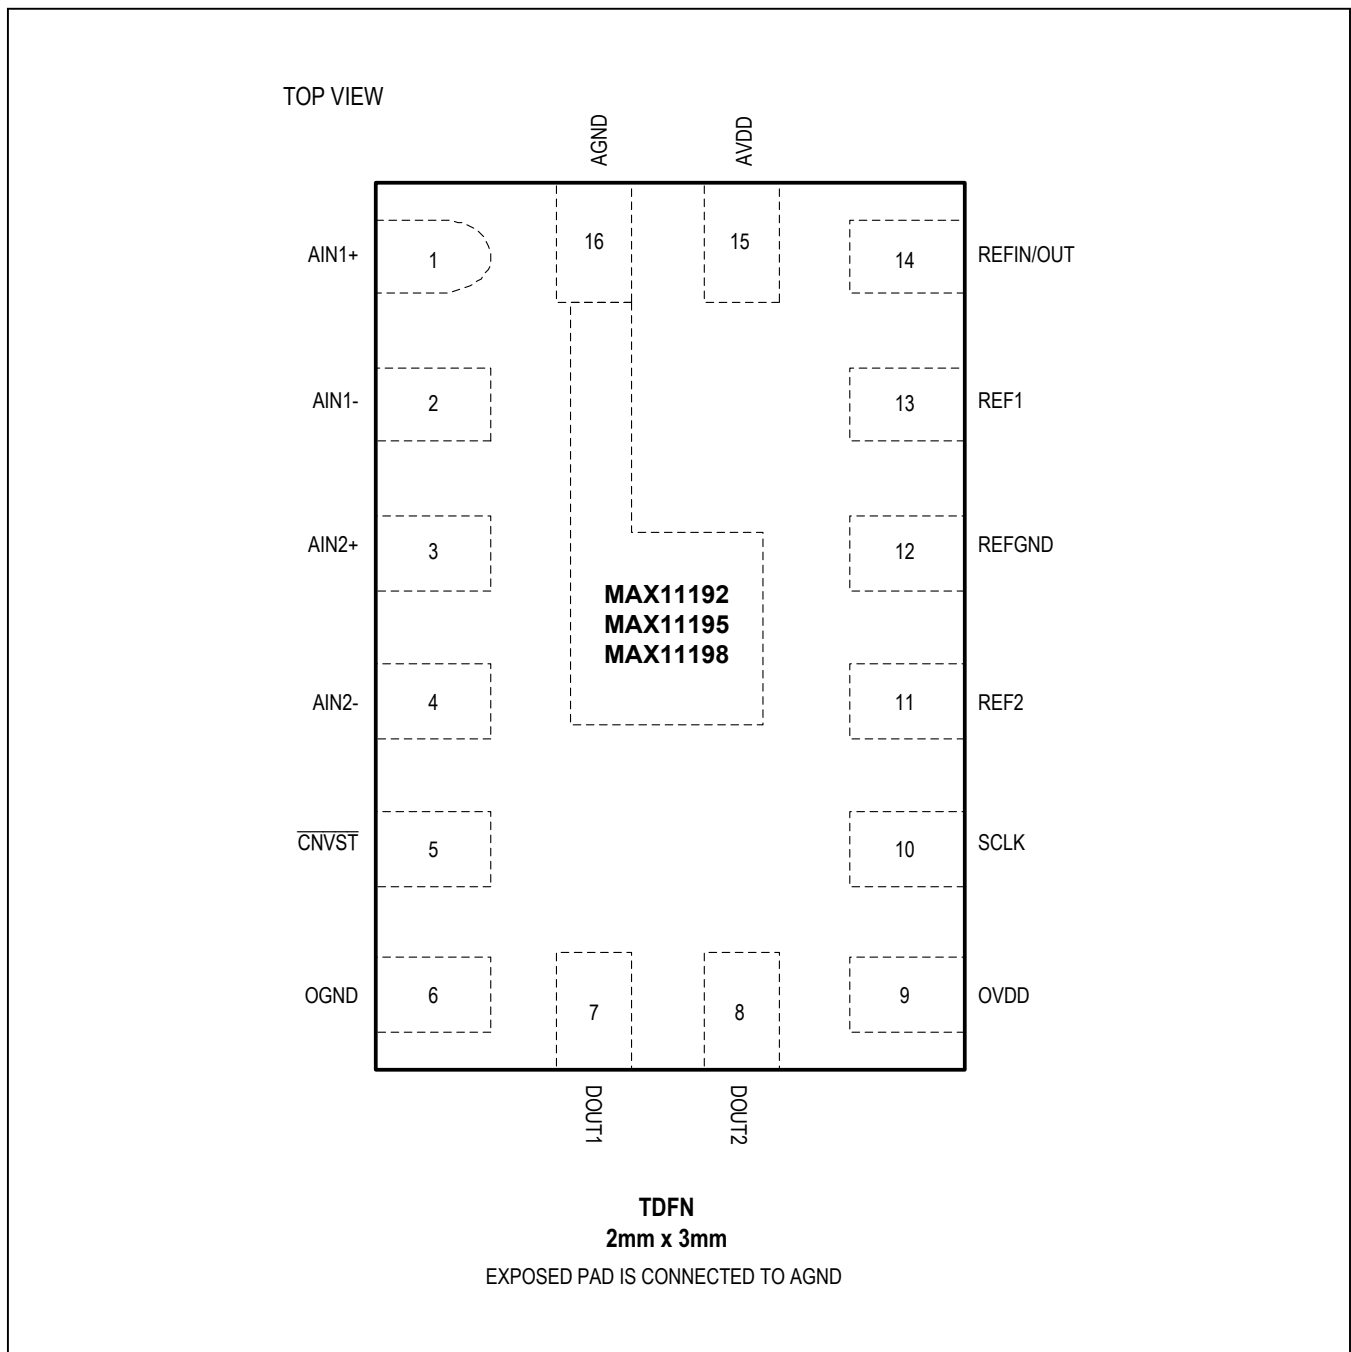 TOP VIEW
AGND
AVDD
AIN1+
1
16
15
14
REFIN/OUT
AIN1-
2
13
REF1
AIN2+
3
12
REFGND
MAX11192
MAX11195
MAX11198
AIN2-
4
11
REF2
CNVST
5
10
SCLK
OGND
6
7
8
9
OVDD
DOUT1
DOUT2
TDFN
2mm x 3mm
EXPOSED PAD IS CONNECTED TO AGND